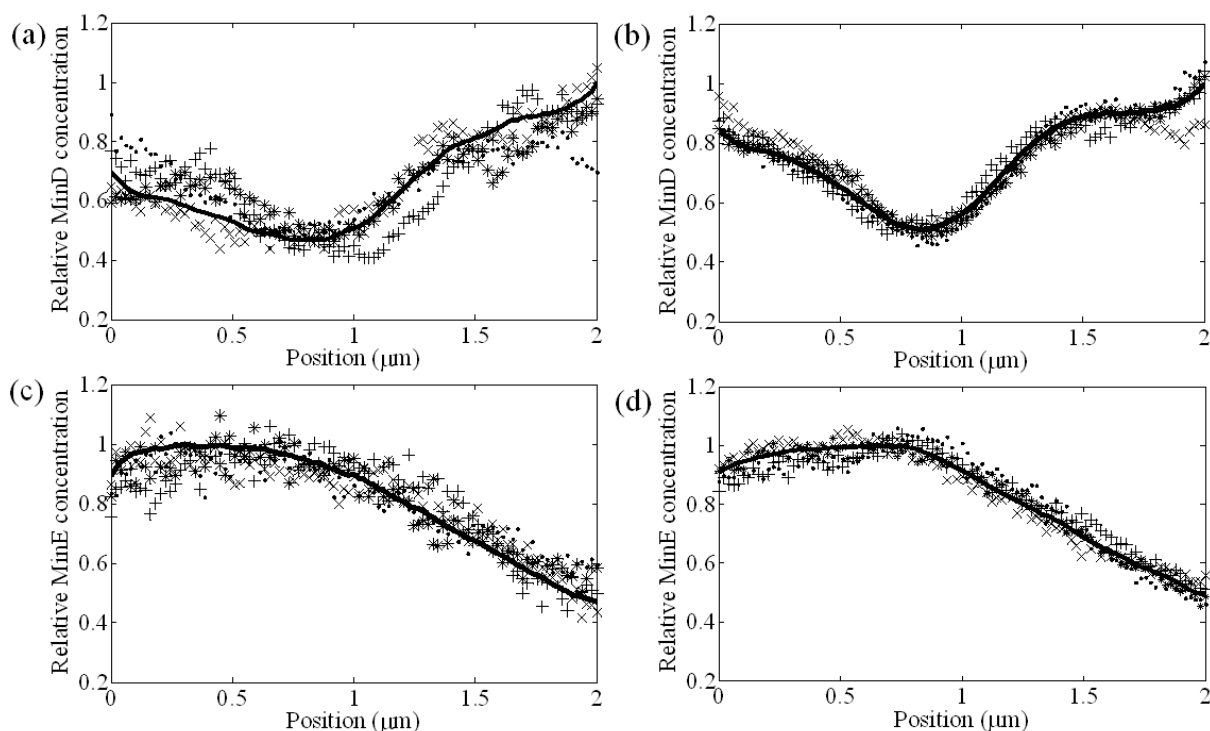 (a)
Relative MinD concentration
1.2
1
0.8
0.6
0.4
0.2
0 0.5 1 1.5 2
Position (μm)
(b)
Relative MinD concentration
1.2
1
0.8
0.6
0.4
0.2
0 0.5 1 1.5 2
Position (μm)
(c)
Relative MinE concentration
1.2
1
0.8
0.6
0.4
0.2
0 0.5 1 1.5 2
Position (μm)
(d)
Relative MinE concentration
1.2
1
0.8
0.6
0.4
0.2
0 0.5 1 1.5 2
Position (μm)